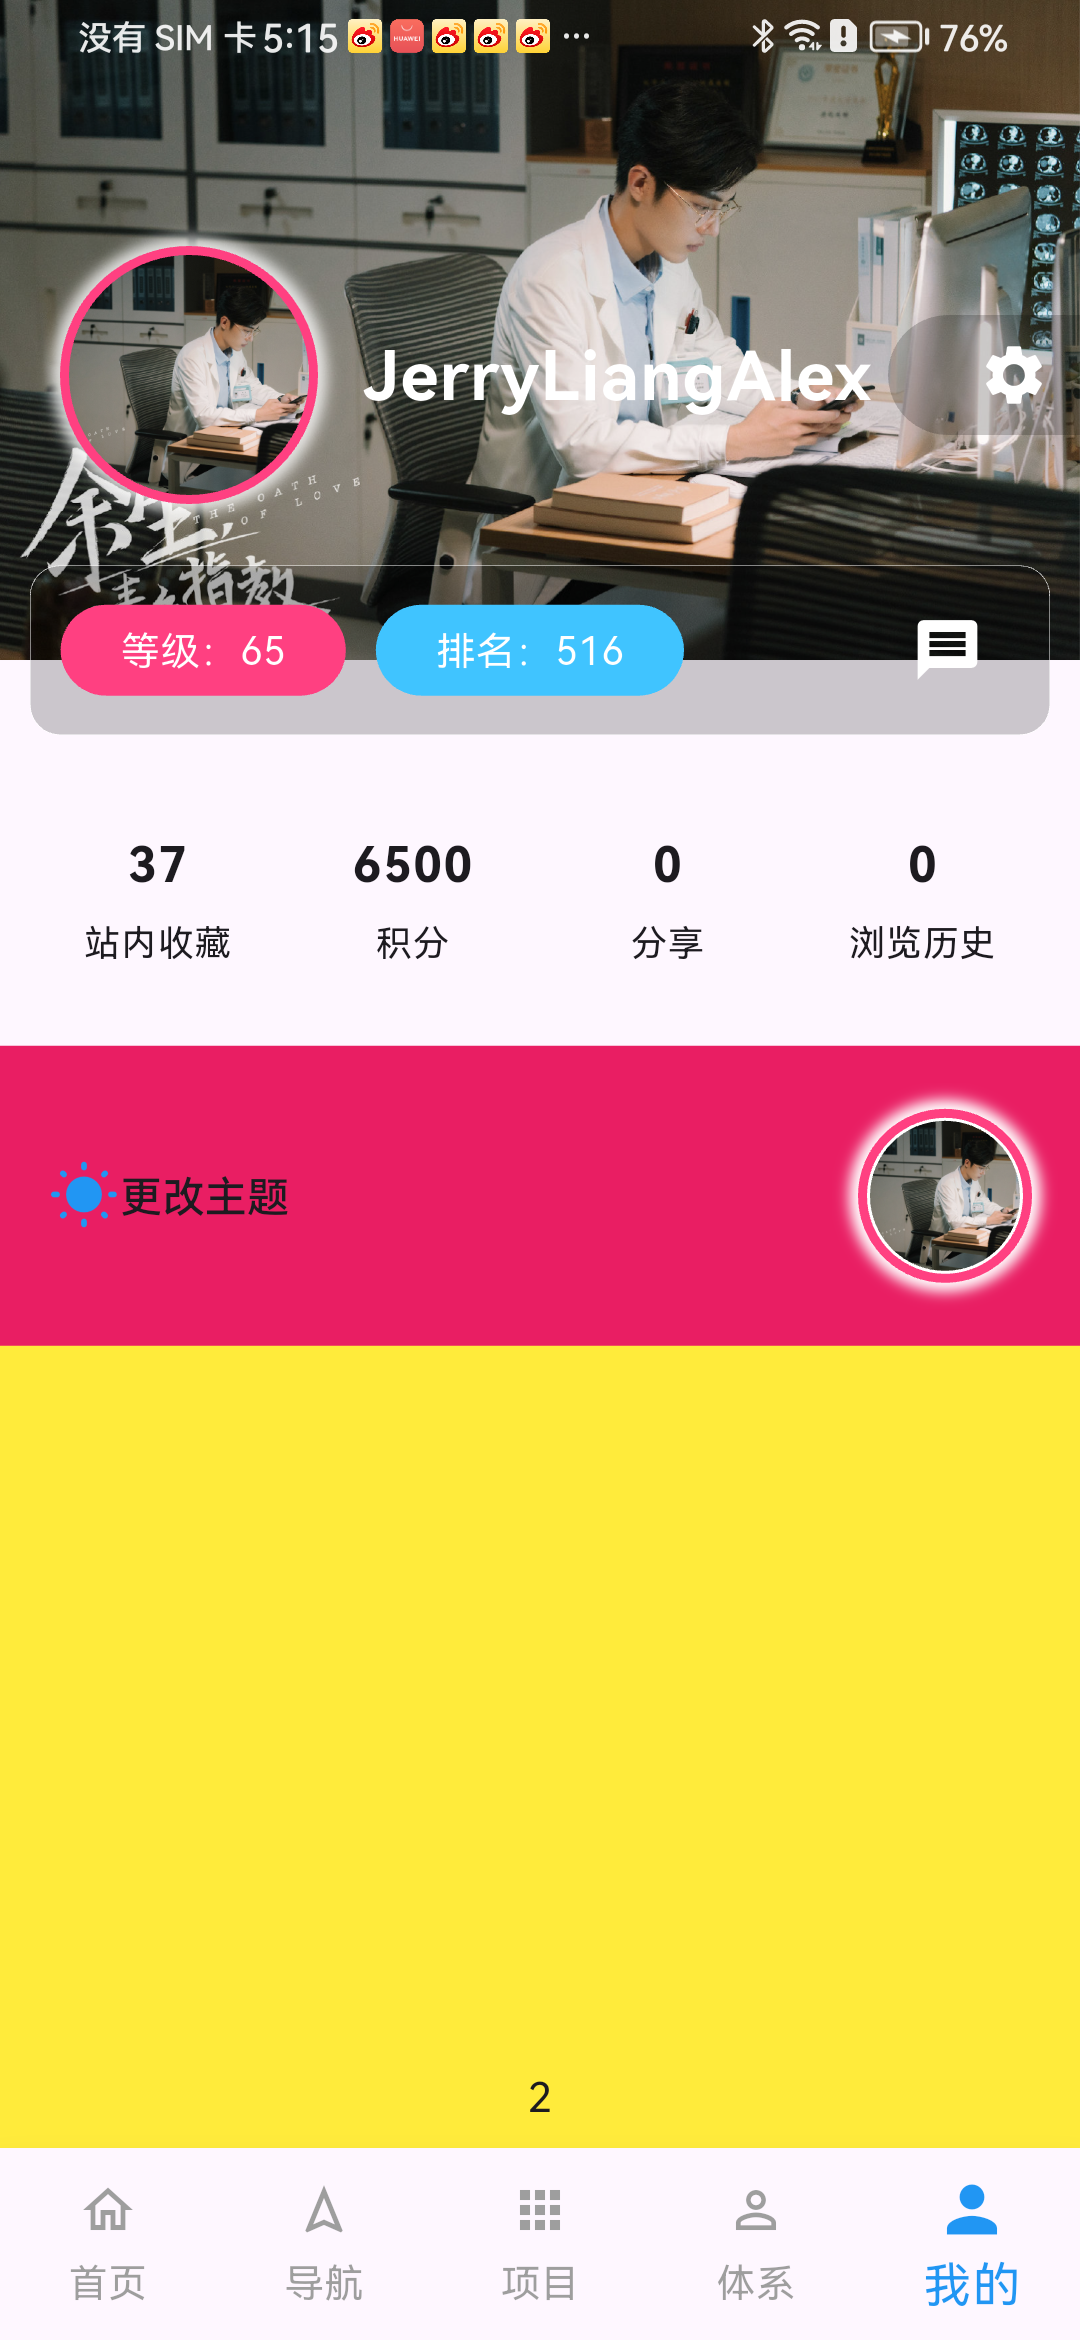 没有 SIM 卡 5:15 HUAWEI ... 76%
JerryLiangAlex
THE OATH
OF LOVE
余生,
请多指教
等级：65 排名：516
37 6500 0 0
站内收藏 积分 分享 浏览历史
更改主题
2
首页 导航 项目 体系 我的